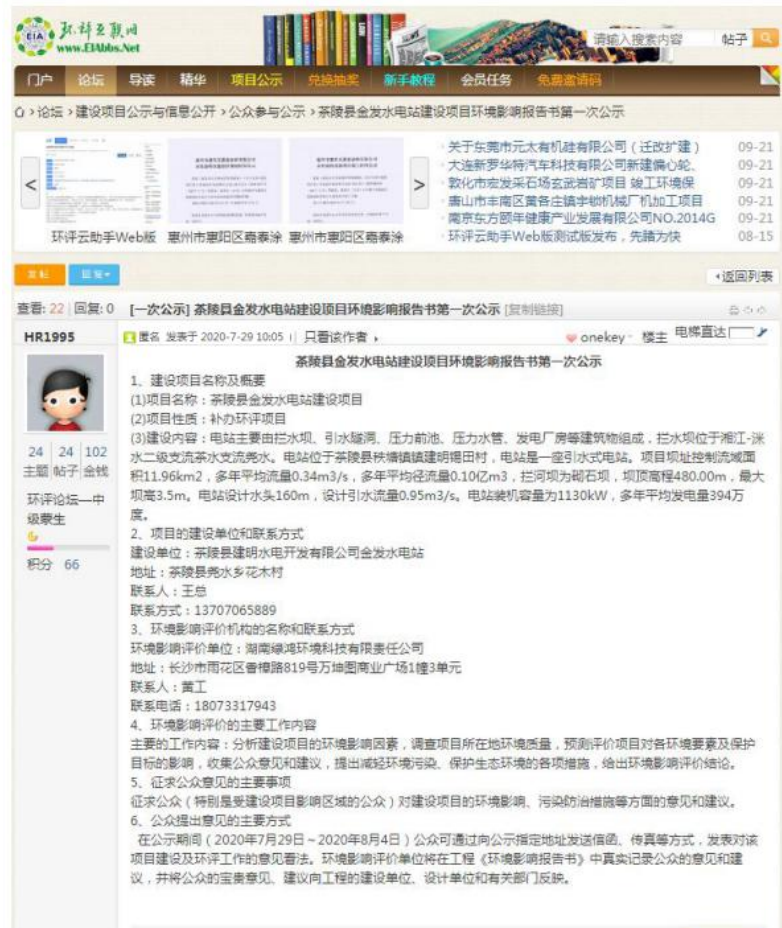 环评互联网
www.EIAbbs.Net
请输入搜索内容 帖子
门户 论坛 导读 精华 项目公示 兑换抽奖 新手教程 会员任务 免费邀请码
论坛 › 建设项目公示与信息公开 › 公众参与公示 › 茶陵县金发水电站建设项目环境影响报告书第一次公示
关于东莞市元太有机硅有限公司(迁改扩建) 09-21
大连新罗华特汽车科技有限公司新建偏心轮、 09-21
敦化市宏发采石场玄武岩矿项目 竣工环境保 09-21
唐山市丰南区黄各庄镇宇锁机械厂机加工项目 09-21
南京东方颐年健康产业发展有限公司NO.2014G 09-21
环评云助手Web版测试版发布，先睹为快 08-15
环评云助手Web版 惠州市惠阳区裔泰涂 惠州市惠阳区裔泰涂
发帖 回复
返回列表
查看: 22 | 回复: 0 [一次公示] 茶陵县金发水电站建设项目环境影响报告书第一次公示 [复制链接]
HR1995
匿名 发表于 2020-7-29 10:05 | 只看该作者 onekey 楼主 电梯直达
24 24 102
主题 帖子 金钱
环评论坛—中
级蒙生
积分 66
茶陵县金发水电站建设项目环境影响报告书第一次公示
1、建设项目名称及概要
(1)项目名称：茶陵县金发水电站建设项目
(2)项目性质：补办环评项目
(3)建设内容：电站主要由拦水坝、引水隧洞、压力前池、压力水管、发电厂房等建筑物组成，拦水坝位于湘江-洣
水二级支流茶水支流尧水。电站位于茶陵县秩塘镇镇建明锡田村，电站是一座引水式电站。项目坝址控制流域面
积11.96km2，多年平均流量0.34m3/s，多年平均径流量0.10亿m3，拦河坝为砌石坝，坝顶高程480.00m，最大
坝高3.5m。电站设计水头160m，设计引水流量0.95m3/s。电站装机容量为1130kW，多年平均发电量394万
度。
2、项目的建设单位和联系方式
建设单位：茶陵县建明水电开发有限公司金发水电站
地址：茶陵县尧水乡花木村
联系人：王总
联系方式：13707065889
3、环境影响评价机构的名称和联系方式
环境影响评价单位：湖南绿鸿环境科技有限责任公司
地址：长沙市雨花区香樟路819号万坤图商业广场1幢3单元
联系人：黄工
联系电话：18073317943
4、环境影响评价的主要工作内容
主要的工作内容：分析建设项目的环境影响因素，调查项目所在地环境质量，预测评价项目对各环境要素及保护
目标的影响，收集公众意见和建议，提出减轻环境污染、保护生态环境的各项措施，给出环境影响评价结论。
5、征求公众意见的主要事项
征求公众（特别是受建设项目影响区域的公众）对建设项目的环境影响、污染防治措施等方面的意见和建议。
6、公众提出意见的主要方式
在公示期间（2020年7月29日～2020年8月4日）公众可通过向公示指定地址发送信函、传真等方式，发表对该
项目建设及环评工作的意见看法。环境影响评价单位将在工程《环境影响报告书》中真实记录公众的意见和建
议，并将公众的宝贵意见、建议向工程的建设单位、设计单位和有关部门反映。